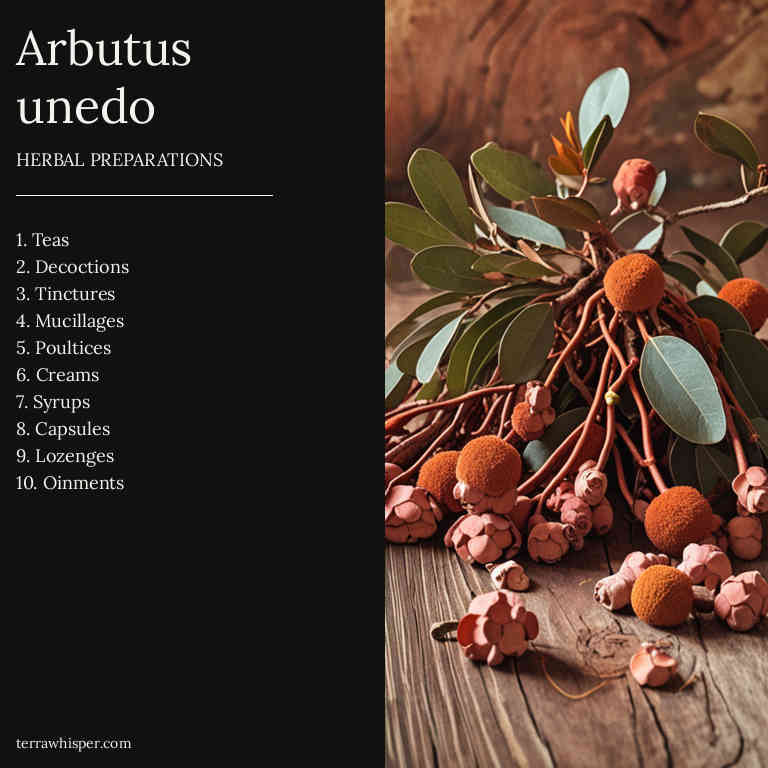 Arbutus
unedo
HERBAL PREPARATIONS
1. Teas
2. Decoctions
3. Tinctures
4. Mucillages
5. Poultices
6. Creams
7. Syrups
8. Capsules
9. Lozenges
10. Oinments
terrawhisper.com